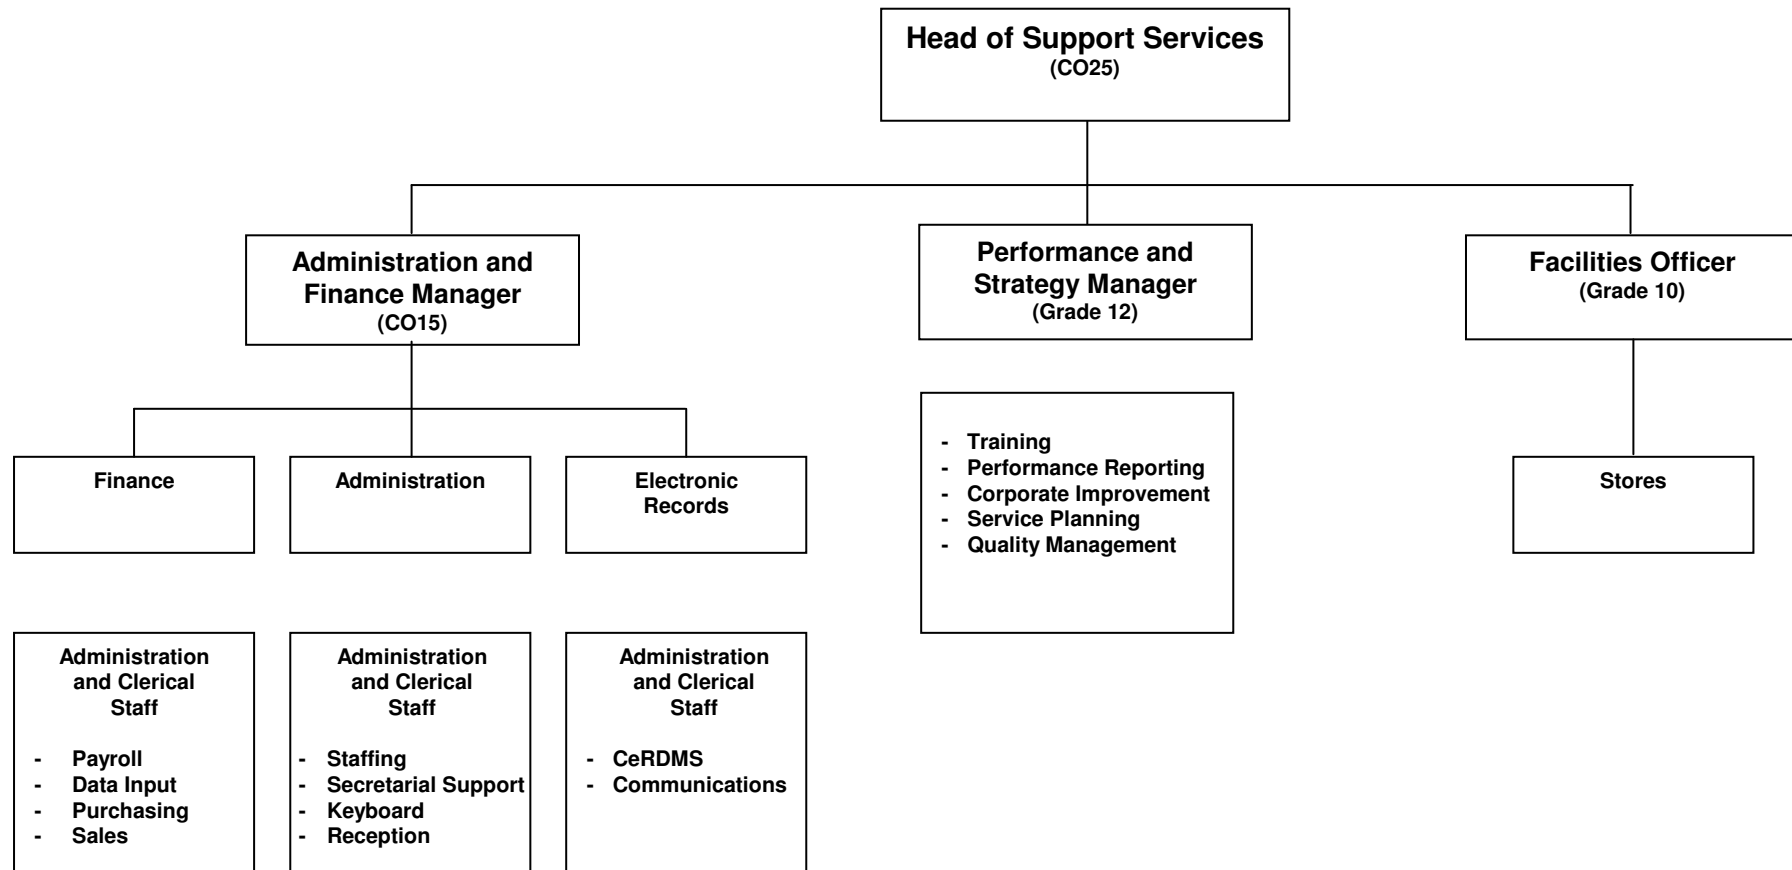 Head of Support Services
(CO25)
Administration and
Finance Manager
(CO15)
Performance and
Strategy Manager
(Grade 12)
Facilities Officer
(Grade 10)
Finance
Administration
Electronic
Records
- Training
- Performance Reporting
- Corporate Improvement
- Service Planning
- Quality Management
Stores
Administration
and Clerical
Staff
- Payroll
- Data Input
- Purchasing
- Sales
Administration
and Clerical
Staff
- Staffing
- Secretarial Support
- Keyboard
- Reception
Administration
and Clerical
Staff
- CeRDMS
- Communications